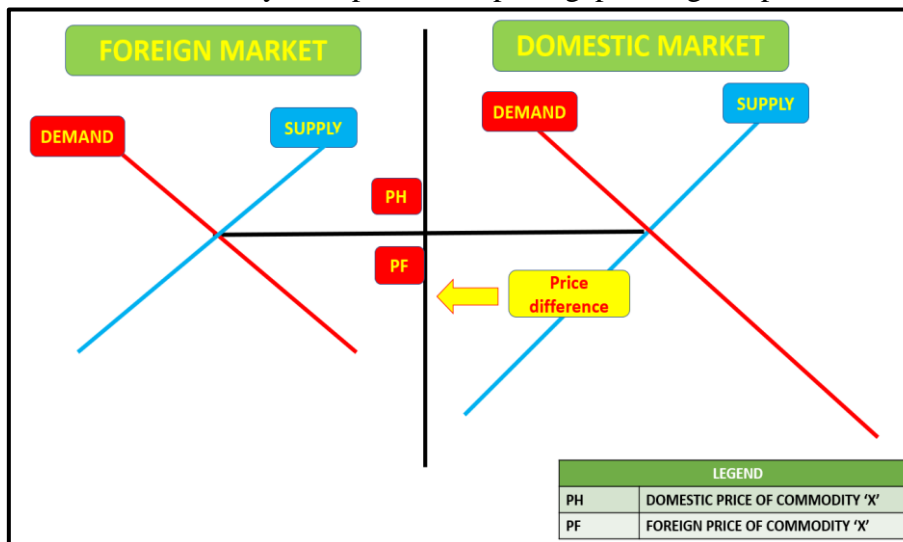 FOREIGN MARKET
DOMESTIC MARKET
DEMAND
SUPPLY
DEMAND
SUPPLY
PH
PF
Price
difference
LEGEND
PH DOMESTIC PRICE OF COMMODITY ‘X’
PF FOREIGN PRICE OF COMMODITY ‘X’